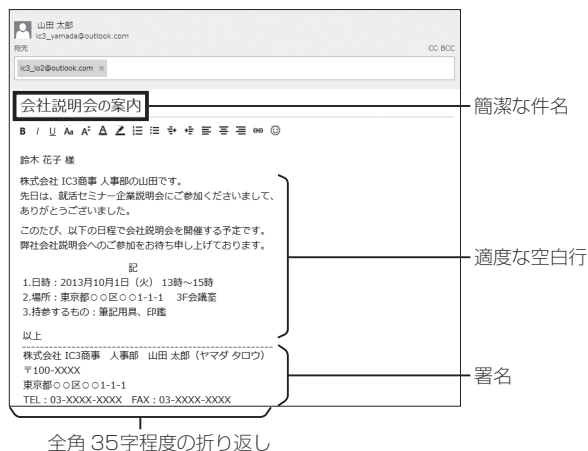 山田 太郎
ic3_yamada@outlook.com
宛先
CC BCC
ic3_lo2@outlook.com ×
会社説明会の案内
簡潔な件名
B I U Aa A
鈴木 花子 様
株式会社 IC3商事 人事部の山田です。
先日は、就活セミナー企業説明会にご参加くださいまして、
ありがとうございました。
このたび、以下の日程で会社説明会を開催する予定です。
弊社会社説明会へのご参加をお待ち申し上げております。
適度な空白行
記
1.日時：2013月10月1日（火） 13時～15時
2.場所：東京都○○区○○1-1-1　3F会議室
3.持参するもの：筆記用具、印鑑
以上
株式会社 IC3商事　人事部　山田 太郎（ヤマダ タロウ）
〒100-XXXX
署名
東京都○○区○○1-1-1
TEL：03-XXXX-XXXX　FAX：03-XXXX-XXXX
全角 35字程度の折り返し